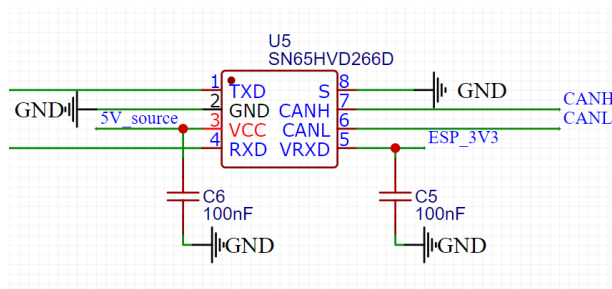 U5
SN65HVD266D
1 TXD S 8
GND 2 GND CANH 7 GND CANH
5V_source 3 VCC CANL 6 CANL
4 RXD VRXD 5 ESP_3V3
C6 C5
100nF 100nF
GND GND